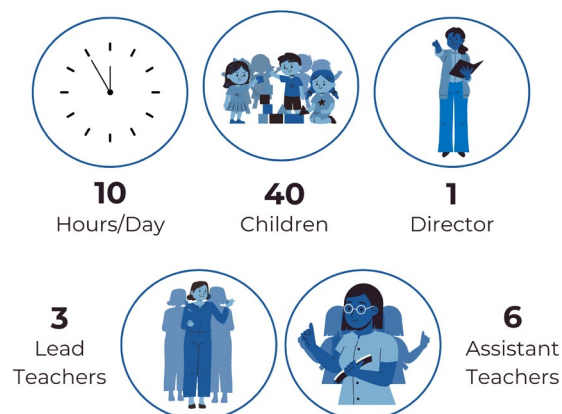 10
Hours/Day
40
Children
1
Director
3
Lead
Teachers
6
Assistant
Teachers